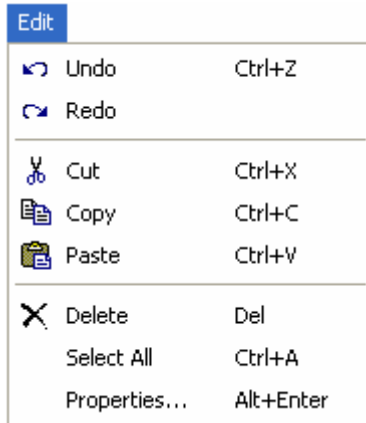 Edit
Undo Ctrl+Z
Redo
Cut Ctrl+X
Copy Ctrl+C
Paste Ctrl+V
Delete Del
Select All Ctrl+A
Properties... Alt+Enter